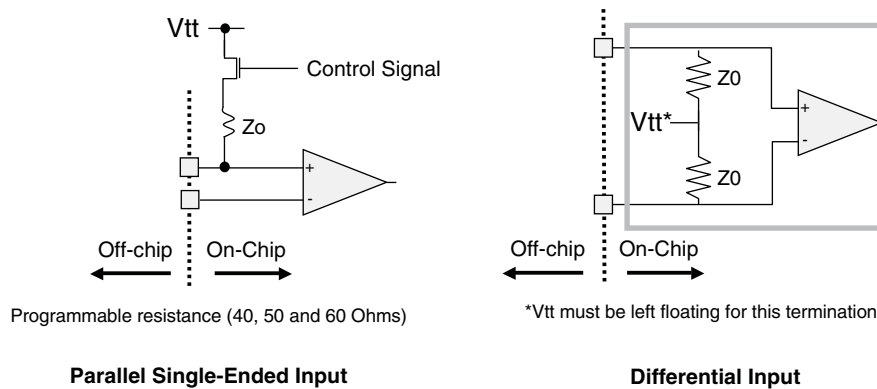 Vtt
Control Signal
Zo
+
-
Off-chip
On-Chip
Programmable resistance (40, 50 and 60 Ohms)
Parallel Single-Ended Input
Z0
Vtt*
+
-
Z0
Off-chip
On-Chip
*Vtt must be left floating for this termination
Differential Input